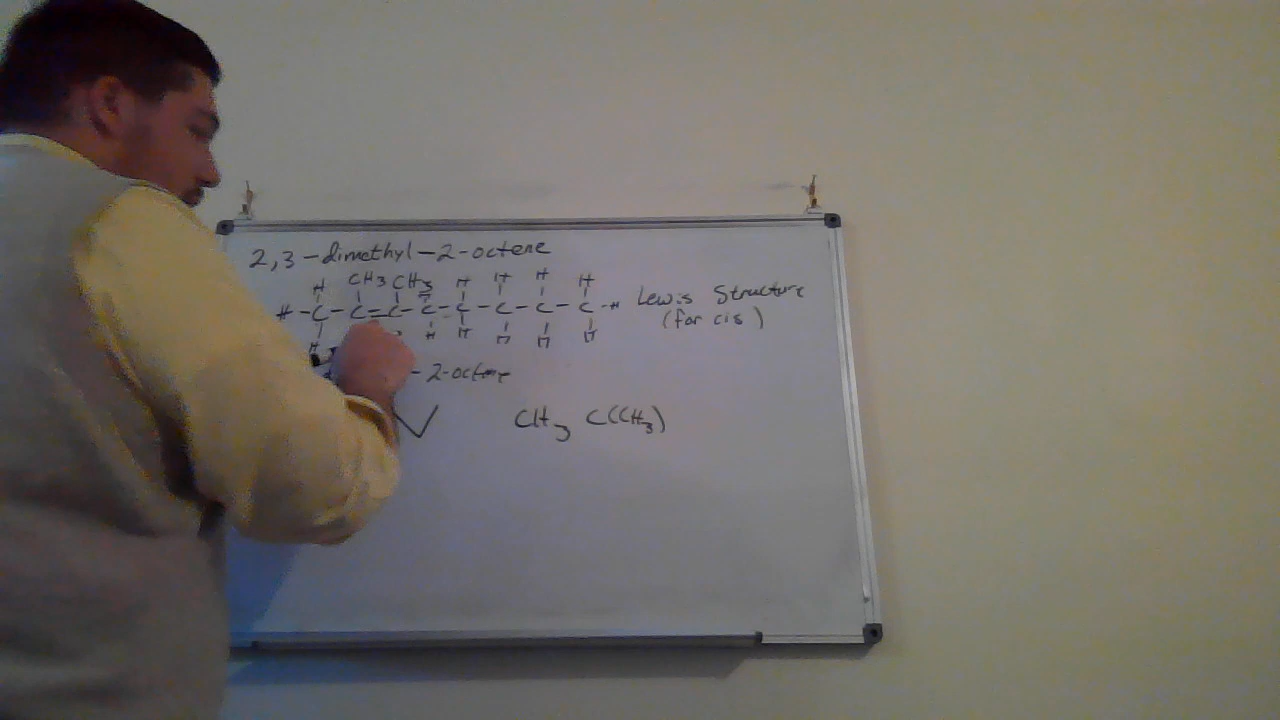 2,3-dimethyl-2-octene
H CH3 CH3 H H H H H
H-C-C=C-C-C-C-C-C-H Lewis Structure
H H H H H H (for cis)
-2-octene
CH3 C(CH3)